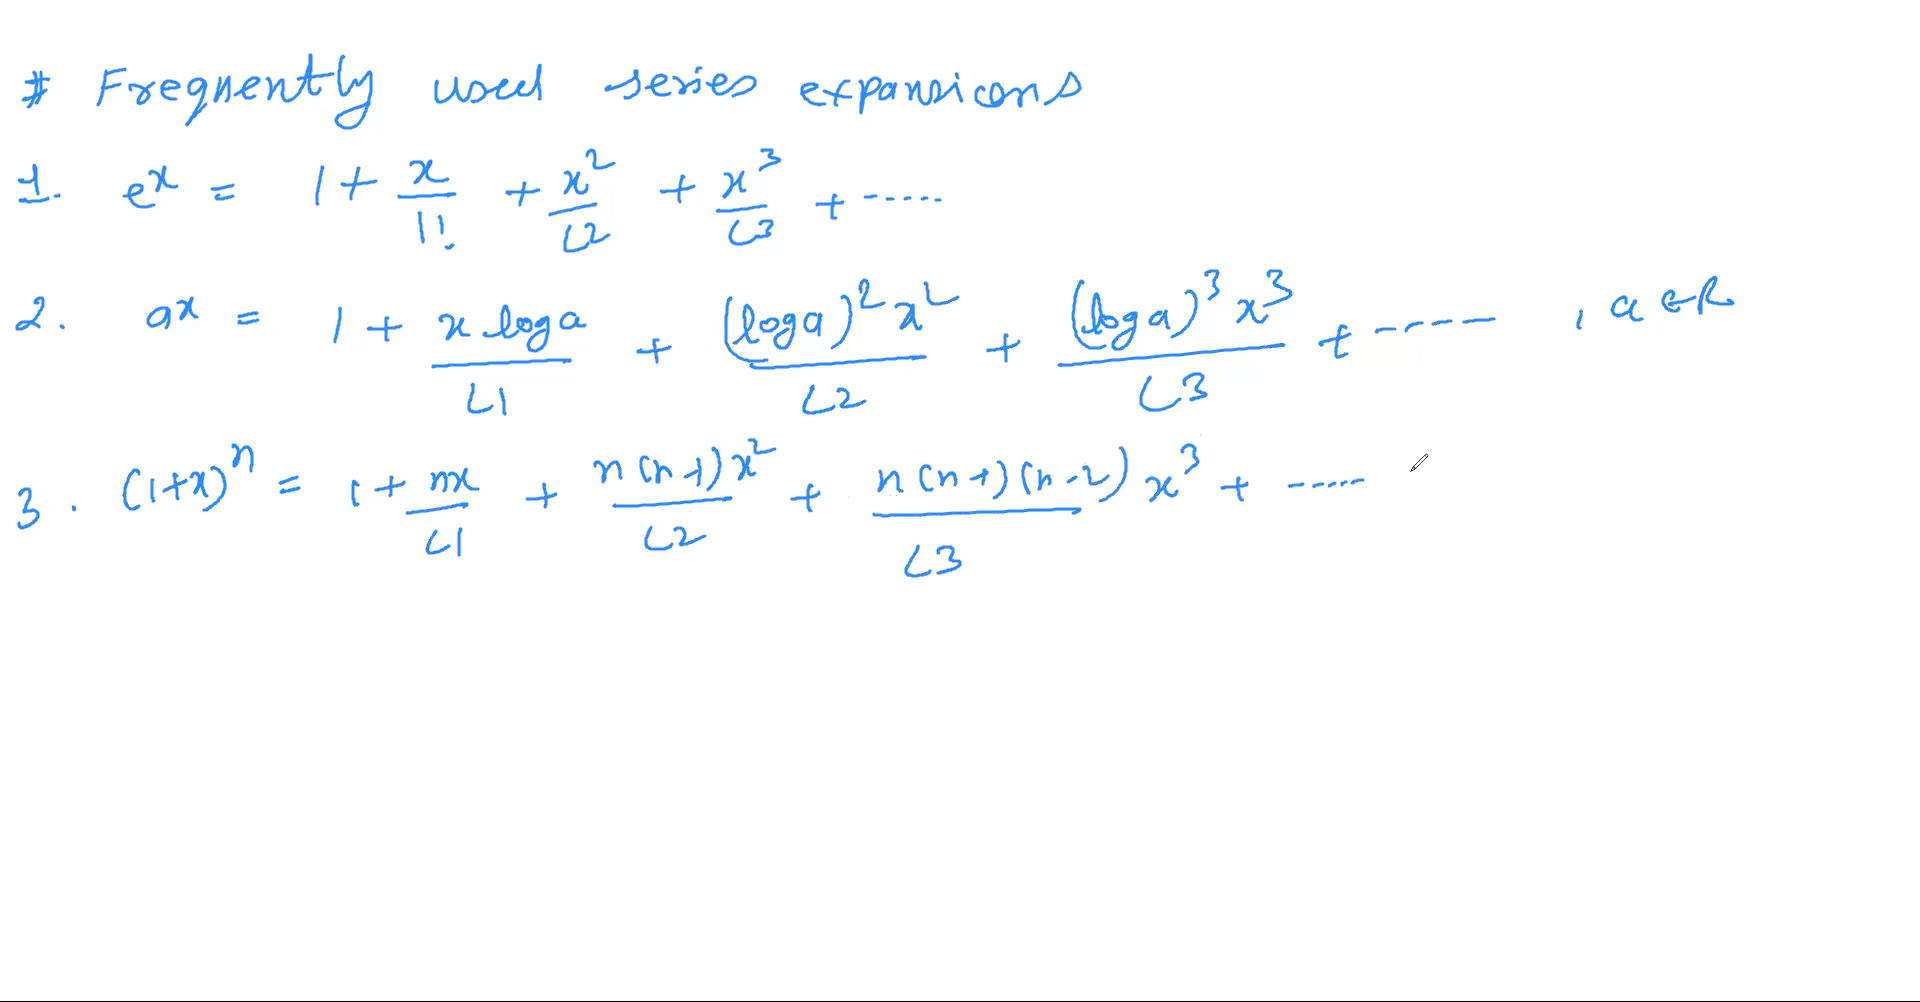 # Frequently used series expansions
1. e^x = 1 + x/1! + x^2/∟2 + x^3/∟3 + -----
2. a^x = 1 + x log a/∟1 + (log a)^2 x^2/∟2 + (log a)^3 x^3/∟3 + ----- , a ∈ R
3. (1+x)^n = 1 + nx/∟1 + n(n-1)x^2/∟2 + n(n-1)(n-2)/∟3 x^3 + -----